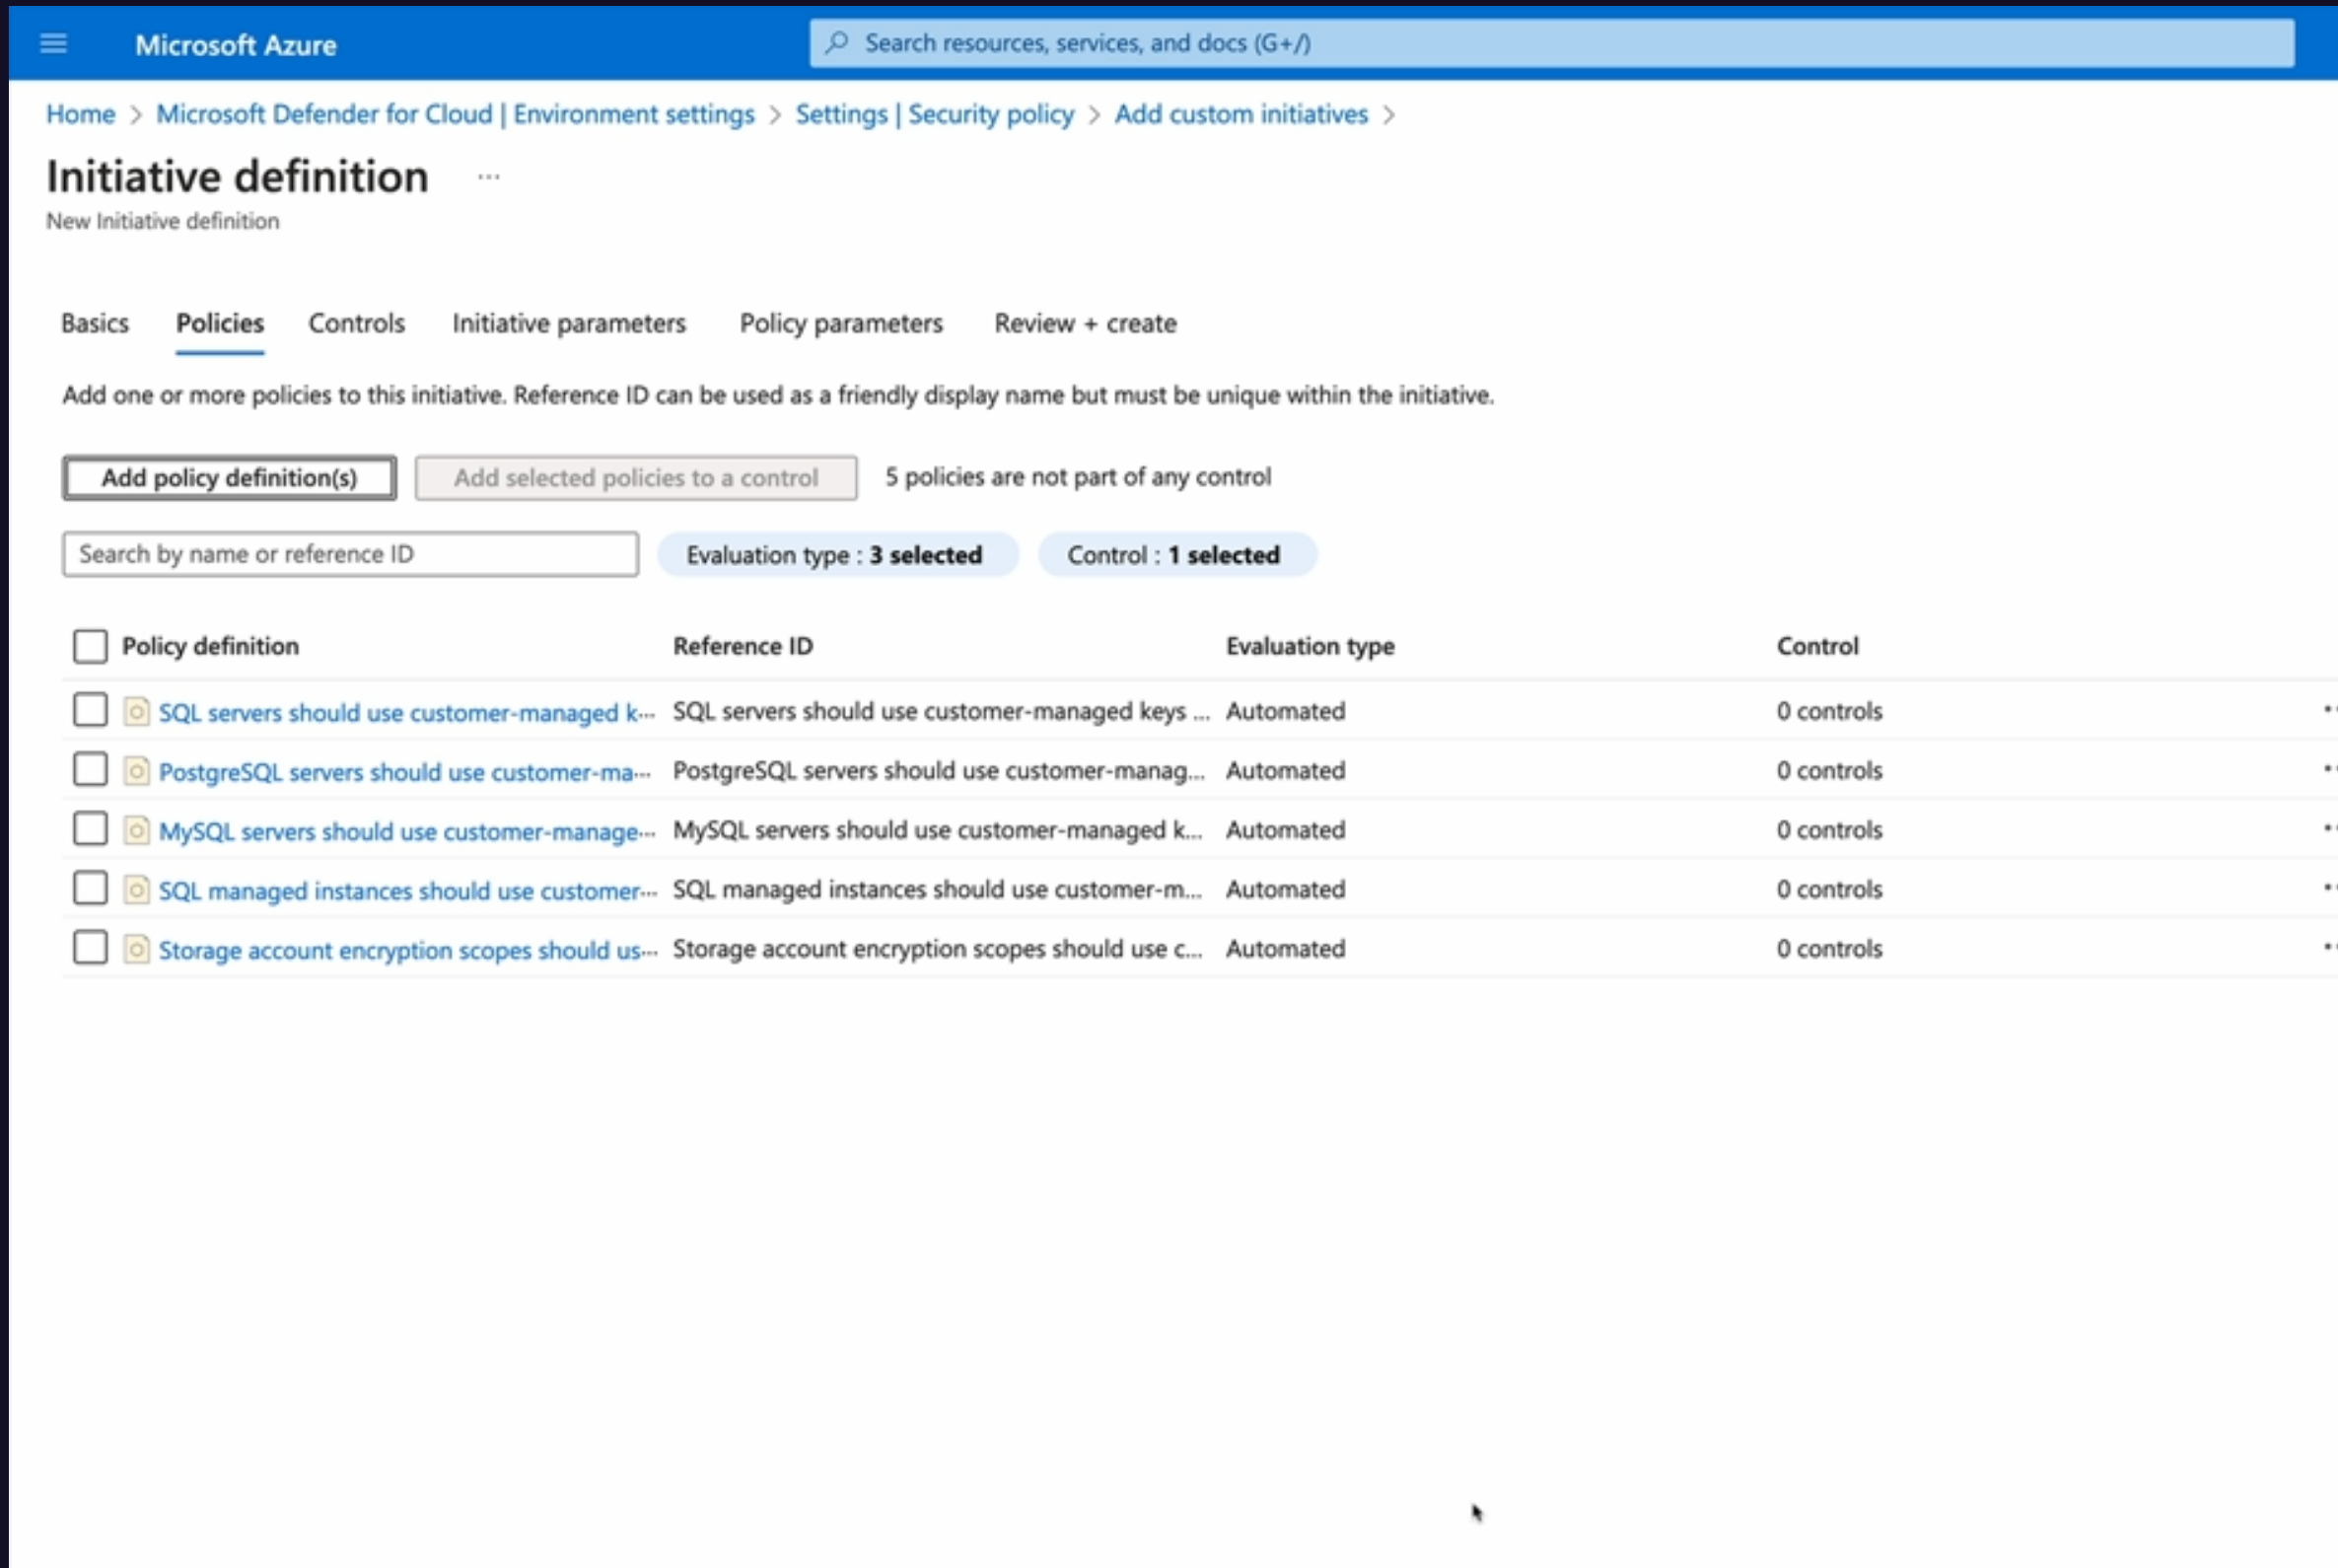 Microsoft Azure
Search resources, services, and docs (G+/)
Home > Microsoft Defender for Cloud | Environment settings > Settings | Security policy > Add custom initiatives >
Initiative definition ...
New Initiative definition
Basics Policies Controls Initiative parameters Policy parameters Review + create
Add one or more policies to this initiative. Reference ID can be used as a friendly display name but must be unique within the initiative.
Add policy definition(s) Add selected policies to a control 5 policies are not part of any control
Search by name or reference ID Evaluation type : 3 selected Control : 1 selected
Policy definition Reference ID Evaluation type Control
SQL servers should use customer-managed k... SQL servers should use customer-managed keys ... Automated 0 controls
PostgreSQL servers should use customer-ma... PostgreSQL servers should use customer-manag... Automated 0 controls
MySQL servers should use customer-manage... MySQL servers should use customer-managed k... Automated 0 controls
SQL managed instances should use customer-... SQL managed instances should use customer-m... Automated 0 controls
Storage account encryption scopes should us... Storage account encryption scopes should use c... Automated 0 controls